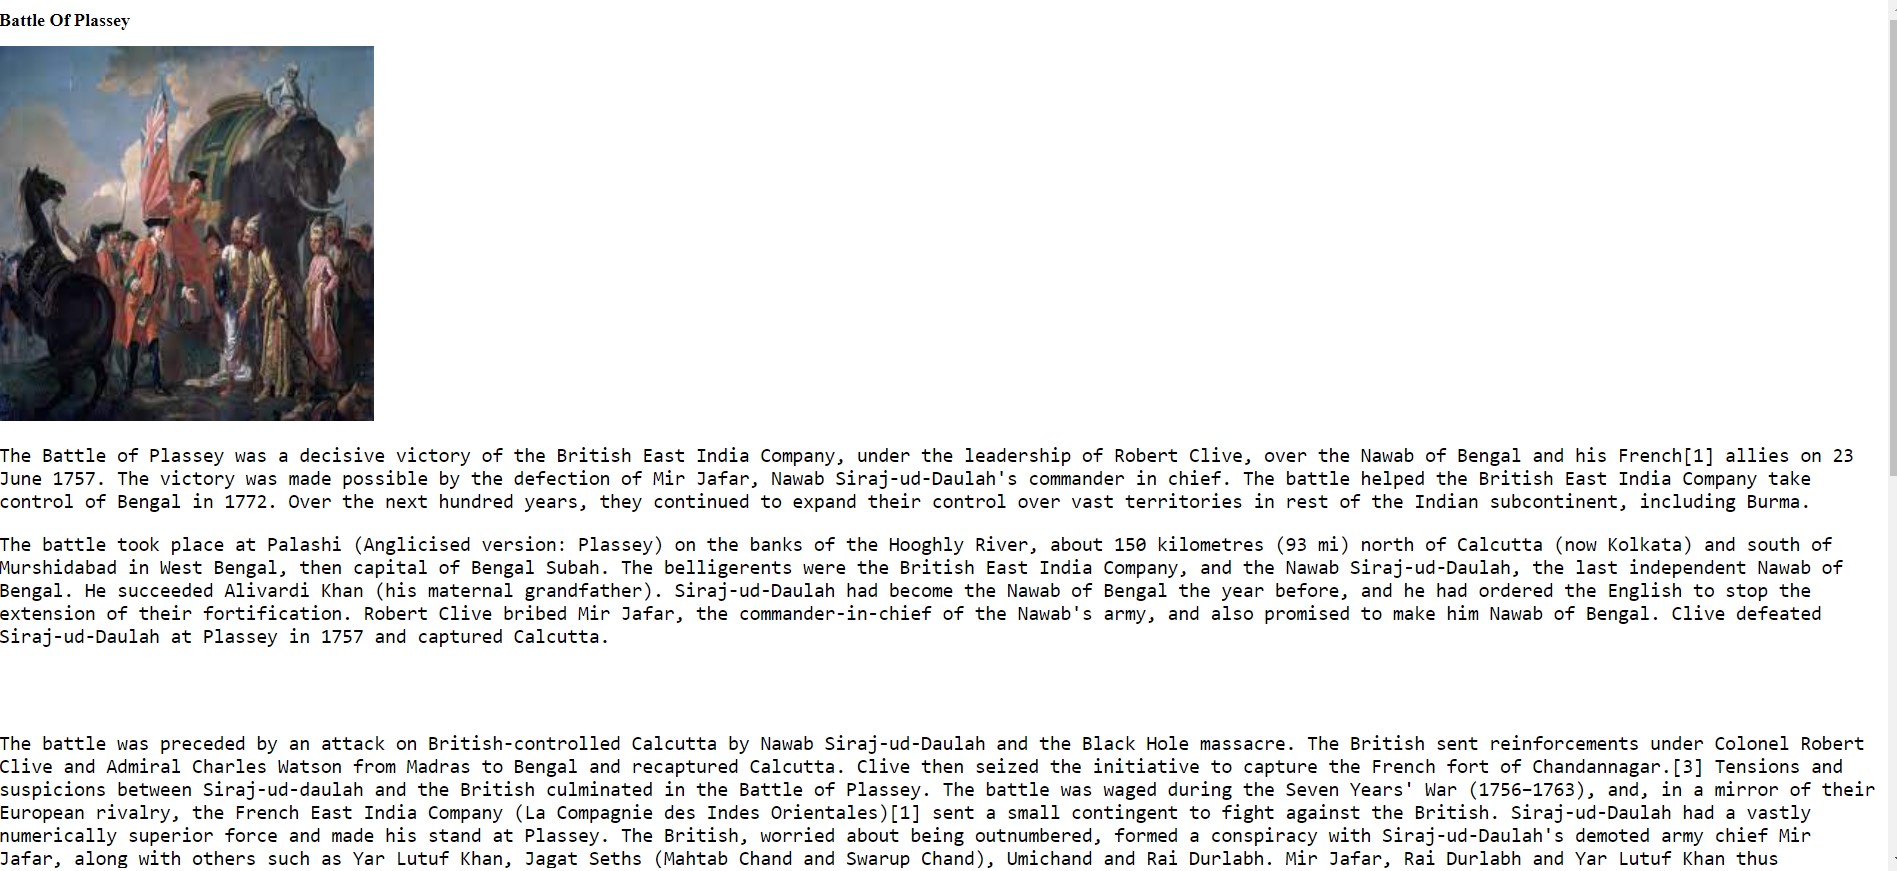 Battle Of Plassey
The Battle of Plassey was a decisive victory of the British East India Company, under the leadership of Robert Clive, over the Nawab of Bengal and his French[1] allies on 23
June 1757. The victory was made possible by the defection of Mir Jafar, Nawab Siraj-ud-Daulah's commander in chief. The battle helped the British East India Company take
control of Bengal in 1772. Over the next hundred years, they continued to expand their control over vast territories in rest of the Indian subcontinent, including Burma.
The battle took place at Palashi (Anglicised version: Plassey) on the banks of the Hooghly River, about 150 kilometres (93 mi) north of Calcutta (now Kolkata) and south of
Murshidabad in West Bengal, then capital of Bengal Subah. The belligerents were the British East India Company, and the Nawab Siraj-ud-Daulah, the last independent Nawab of
Bengal. He succeeded Alivardi Khan (his maternal grandfather). Siraj-ud-Daulah had become the Nawab of Bengal the year before, and he had ordered the English to stop the
extension of their fortification. Robert Clive bribed Mir Jafar, the commander-in-chief of the Nawab's army, and also promised to make him Nawab of Bengal. Clive defeated
Siraj-ud-Daulah at Plassey in 1757 and captured Calcutta.
The battle was preceded by an attack on British-controlled Calcutta by Nawab Siraj-ud-Daulah and the Black Hole massacre. The British sent reinforcements under Colonel Robert
Clive and Admiral Charles Watson from Madras to Bengal and recaptured Calcutta. Clive then seized the initiative to capture the French fort of Chandannagar.[3] Tensions and
suspicions between Siraj-ud-daulah and the British culminated in the Battle of Plassey. The battle was waged during the Seven Years' War (1756–1763), and, in a mirror of their
European rivalry, the French East India Company (La Compagnie des Indes Orientales)[1] sent a small contingent to fight against the British. Siraj-ud-Daulah had a vastly
numerically superior force and made his stand at Plassey. The British, worried about being outnumbered, formed a conspiracy with Siraj-ud-Daulah's demoted army chief Mir
Jafar, along with others such as Yar Lutuf Khan, Jagat Seths (Mahtab Chand and Swarup Chand), Umichand and Rai Durlabh. Mir Jafar, Rai Durlabh and Yar Lutuf Khan thus